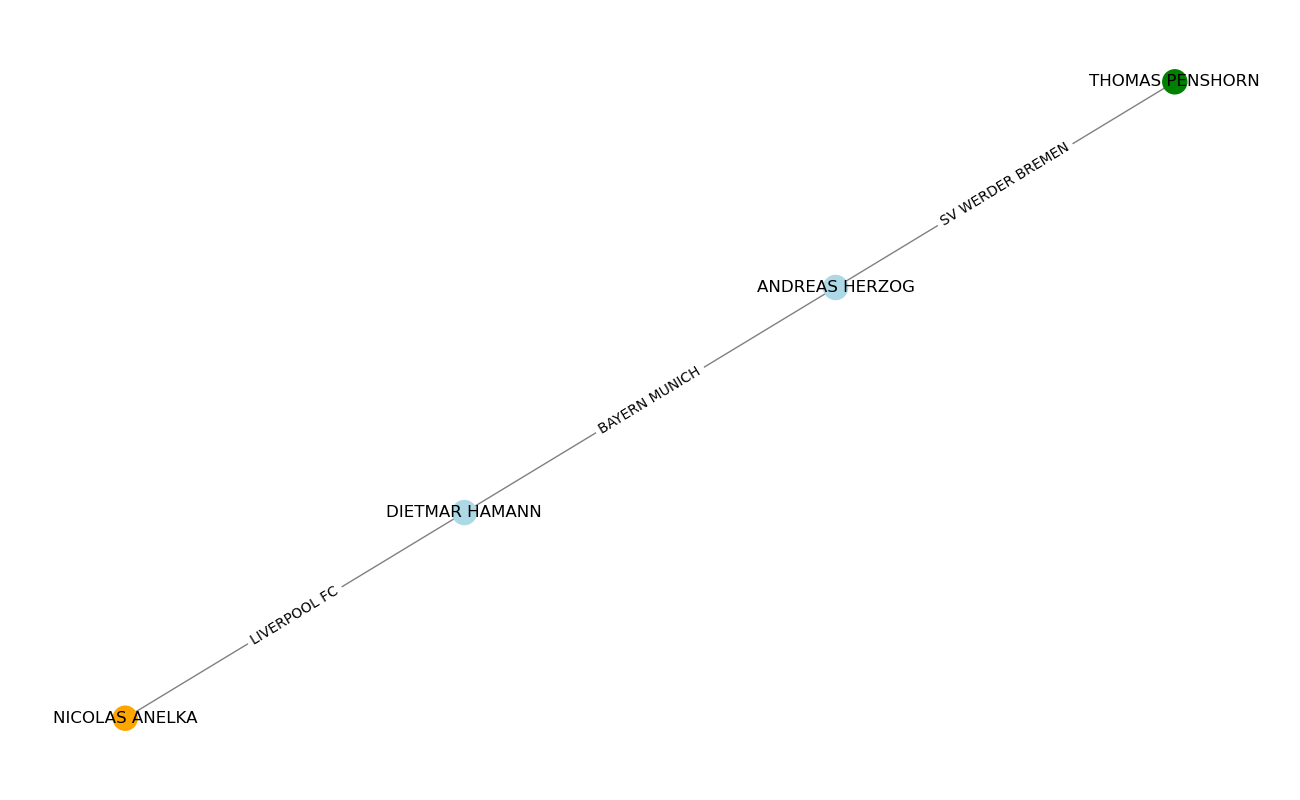 THOMAS PENSHORN
SV WERDER BREMEN
ANDREAS HERZOG
BAYERN MUNICH
DIETMAR HAMANN
LIVERPOOL FC
NICOLAS ANELKA